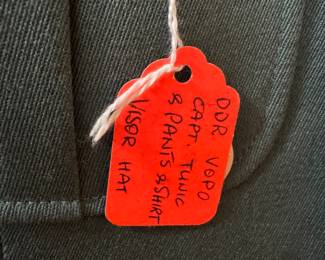 DDR VOPO
CAPT. TUNIC
& PANTS & SHIRT
VISOR HAT